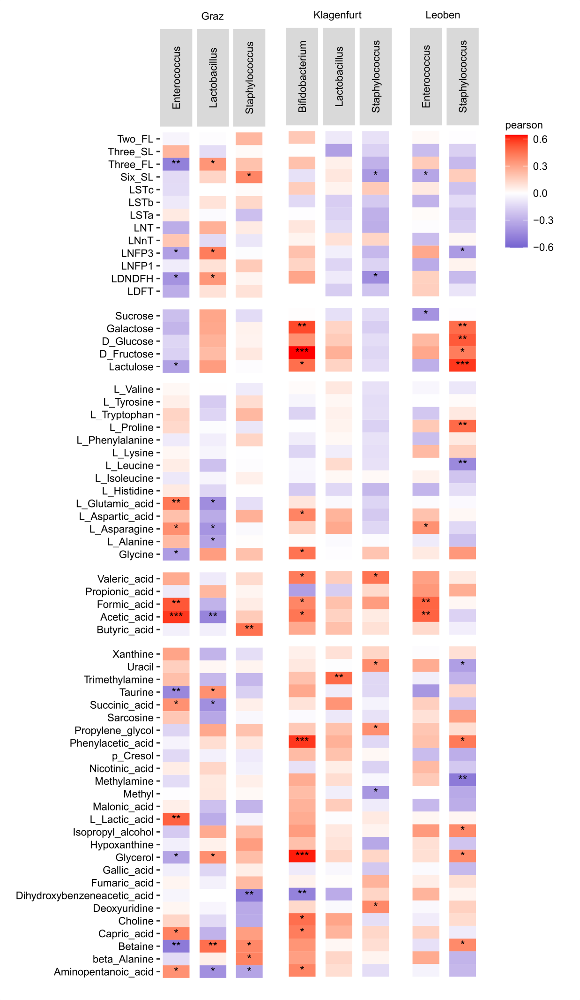 Graz Klagenfurt Leoben
Enterococcus Lactobacillus Staphylococcus Bifidobacterium Lactobacillus Staphylococcus Enterococcus Staphylococcus
pearson
0.6
0.3
0.0
−0.3
−0.6
Two_FL
Three_SL
Three_FL ** *
Six_SL * * *
LSTc
LSTb
LSTa
LNT
LNnT
LNFP3 * * *
LNFP1
LDNDFH * * *
LDFT
Sucrose *
Galactose ** **
D_Glucose **
D_Fructose *** *
Lactulose * * ***
L_Valine
L_Tyrosine
L_Tryptophan
L_Proline **
L_Phenylalanine
L_Lysine
L_Leucine **
L_Isoleucine
L_Histidine
L_Glutamic_acid ** *
L_Aspartic_acid *
L_Asparagine * * *
L_Alanine *
Glycine * *
Valeric_acid * *
Propionic_acid
Formic_acid ** * **
Acetic_acid *** ** * **
Butyric_acid **
Xanthine
Uracil * *
Trimethylamine **
Taurine ** *
Succinic_acid * *
Sarcosine
Propylene_glycol *
Phenylacetic_acid *** *
p_Cresol
Nicotinic_acid
Methylamine **
Methyl *
Malonic_acid
L_Lactic_acid **
Isopropyl_alcohol *
Hypoxanthine
Glycerol * * *** *
Gallic_acid
Fumaric_acid
Dihydroxybenzeneacetic_acid ** **
Deoxyuridine *
Choline *
Capric_acid * *
Betaine ** ** * *
beta_Alanine *
Aminopentanoic_acid * * * *